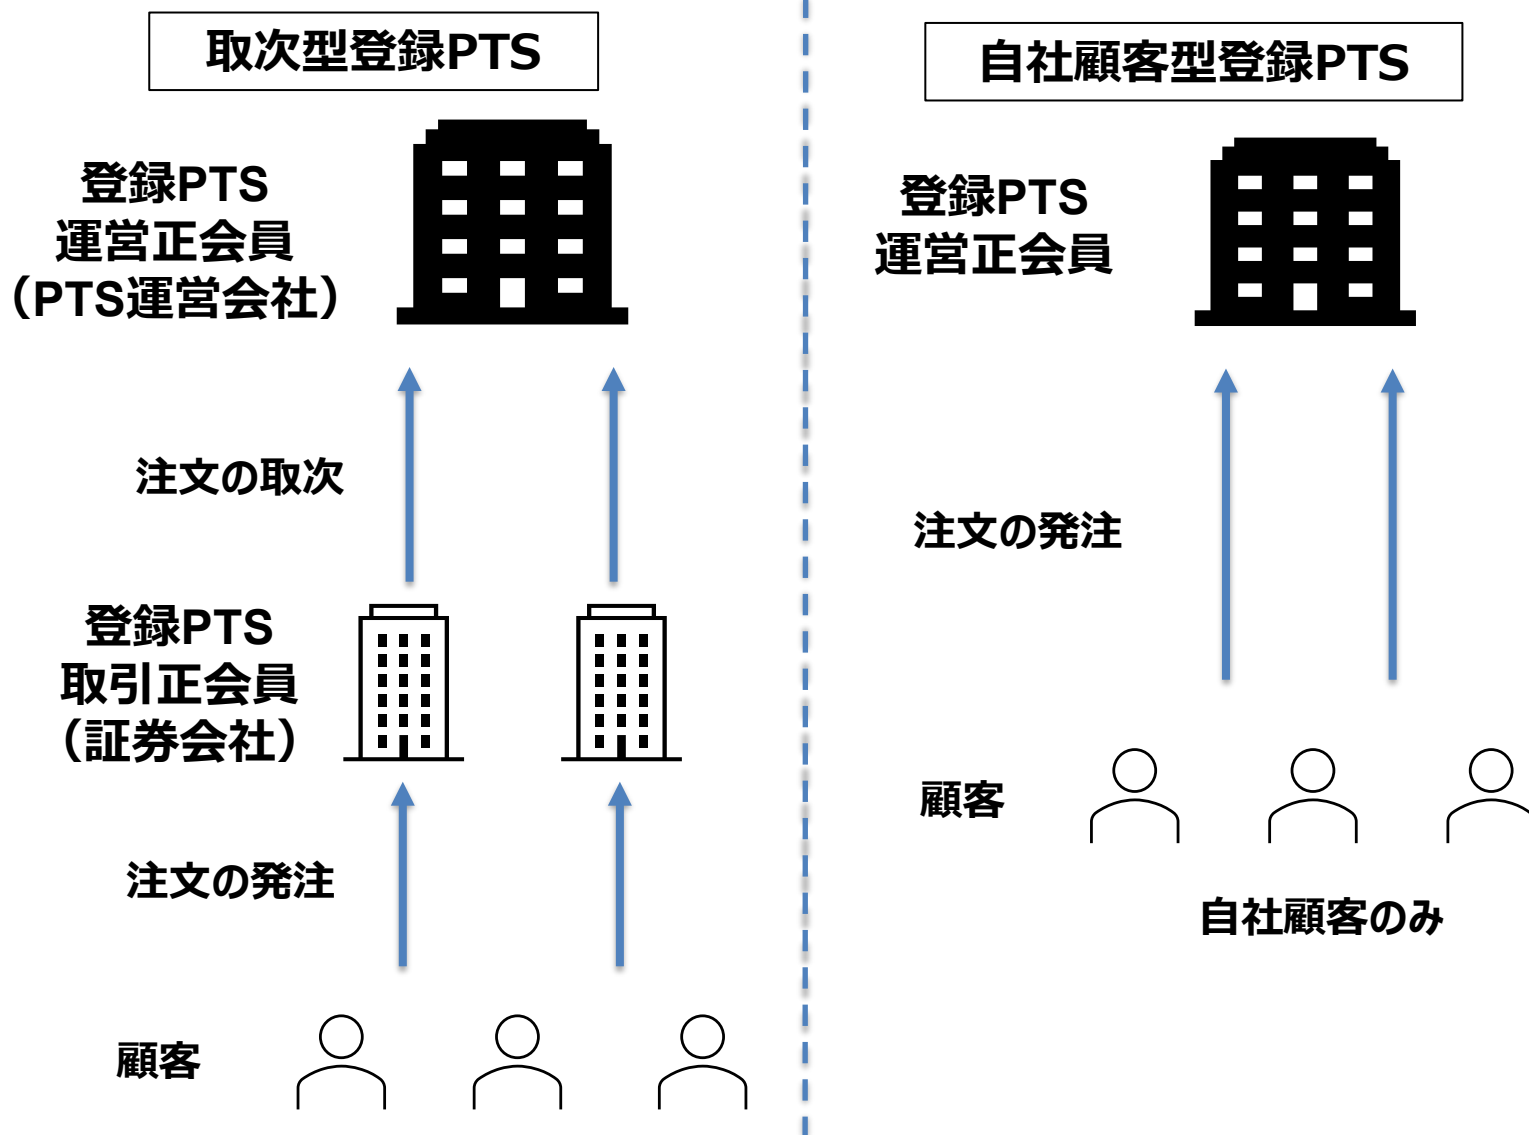 取次型登録PTS
登録PTS
運営正会員
（PTS運営会社）
注文の取次
登録PTS
取引正会員
（証券会社）
注文の発注
顧客
自社顧客型登録PTS
登録PTS
運営正会員
注文の発注
顧客
自社顧客のみ